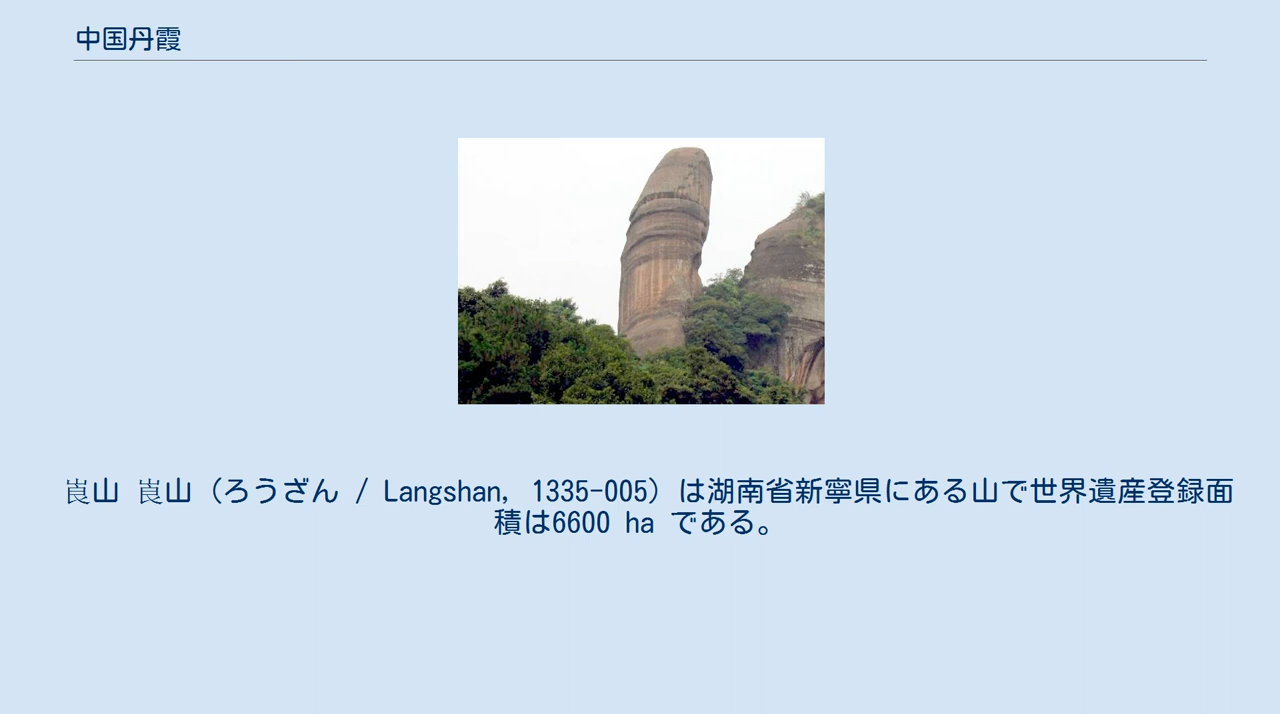 中国丹霞
崀山 崀山 (ろうざん / Langshan, 1335-005) は湖南省新寧県にある山で世界遺産登録面
積は6600 ha である。